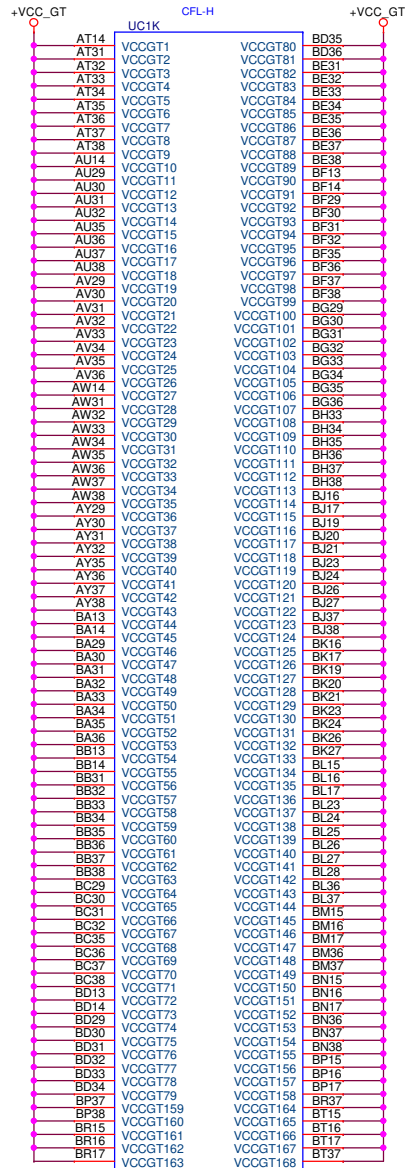 +VCC_GT CFL-H +VCC_GT
UC1K
AT14 VCCGT1 VCCGT80 BD35
AT31 VCCGT2 VCCGT81 BD36
AT32 VCCGT3 VCCGT82 BE31
AT33 VCCGT4 VCCGT83 BE32
AT34 VCCGT5 VCCGT84 BE33
AT35 VCCGT6 VCCGT85 BE34
AT36 VCCGT7 VCCGT86 BE35
AT37 VCCGT8 VCCGT87 BE36
AT38 VCCGT9 VCCGT88 BE37
AU14 VCCGT10 VCCGT89 BE38
AU29 VCCGT11 VCCGT90 BF13
AU30 VCCGT12 VCCGT91 BF14
AU31 VCCGT13 VCCGT92 BF29
AU32 VCCGT14 VCCGT93 BF30
AU35 VCCGT15 VCCGT94 BF31
AU36 VCCGT16 VCCGT95 BF32
AU37 VCCGT17 VCCGT96 BF35
AU38 VCCGT18 VCCGT97 BF36
AV29 VCCGT19 VCCGT98 BF37
AV30 VCCGT20 VCCGT99 BF38
AV31 VCCGT21 VCCGT100 BG29
AV32 VCCGT22 VCCGT101 BG30
AV33 VCCGT23 VCCGT102 BG31
AV34 VCCGT24 VCCGT103 BG32
AV35 VCCGT25 VCCGT104 BG33
AV36 VCCGT26 VCCGT105 BG34
AW14 VCCGT27 VCCGT106 BG35
AW31 VCCGT28 VCCGT107 BG36
AW32 VCCGT29 VCCGT108 BH33
AW33 VCCGT30 VCCGT109 BH34
AW34 VCCGT31 VCCGT110 BH35
AW35 VCCGT32 VCCGT111 BH36
AW36 VCCGT33 VCCGT112 BH37
AW37 VCCGT34 VCCGT113 BH38
AW38 VCCGT35 VCCGT114 BJ16
AY29 VCCGT36 VCCGT115 BJ17
AY30 VCCGT37 VCCGT116 BJ19
AY31 VCCGT38 VCCGT117 BJ20
AY32 VCCGT39 VCCGT118 BJ21
AY35 VCCGT40 VCCGT119 BJ23
AY36 VCCGT41 VCCGT120 BJ24
AY37 VCCGT42 VCCGT121 BJ26
AY38 VCCGT43 VCCGT122 BJ27
BA13 VCCGT44 VCCGT123 BJ37
BA14 VCCGT45 VCCGT124 BJ38
BA29 VCCGT46 VCCGT125 BK16
BA30 VCCGT47 VCCGT126 BK17
BA31 VCCGT48 VCCGT127 BK19
BA32 VCCGT49 VCCGT128 BK20
BA33 VCCGT50 VCCGT129 BK21
BA34 VCCGT51 VCCGT130 BK23
BA35 VCCGT52 VCCGT131 BK24
BA36 VCCGT53 VCCGT132 BK26
BB13 VCCGT54 VCCGT133 BK27
BB14 VCCGT55 VCCGT134 BL15
BB31 VCCGT56 VCCGT135 BL16
BB32 VCCGT57 VCCGT136 BL17
BB33 VCCGT58 VCCGT137 BL23
BB34 VCCGT59 VCCGT138 BL24
BB35 VCCGT60 VCCGT139 BL25
BB36 VCCGT61 VCCGT140 BL26
BB37 VCCGT62 VCCGT141 BL27
BB38 VCCGT63 VCCGT142 BL28
BC29 VCCGT64 VCCGT143 BL36
BC30 VCCGT65 VCCGT144 BL37
BC31 VCCGT66 VCCGT145 BM15
BC32 VCCGT67 VCCGT146 BM16
BC35 VCCGT68 VCCGT147 BM17
BC36 VCCGT69 VCCGT148 BM36
BC37 VCCGT70 VCCGT149 BM37
BC38 VCCGT71 VCCGT150 BN15
BD13 VCCGT72 VCCGT151 BN16
BD14 VCCGT73 VCCGT152 BN17
BD29 VCCGT74 VCCGT153 BN36
BD30 VCCGT75 VCCGT154 BN37
BD31 VCCGT76 VCCGT155 BN38
BD32 VCCGT77 VCCGT156 BP15
BD33 VCCGT78 VCCGT157 BP16
BD34 VCCGT79 VCCGT158 BP17
BP37 VCCGT159 VCCGT164 BR37
BP38 VCCGT160 VCCGT165 BT15
BR15 VCCGT161 VCCGT166 BT16
BR16 VCCGT162 VCCGT167 BT17
BR17 VCCGT163 VCCGT168 BT37